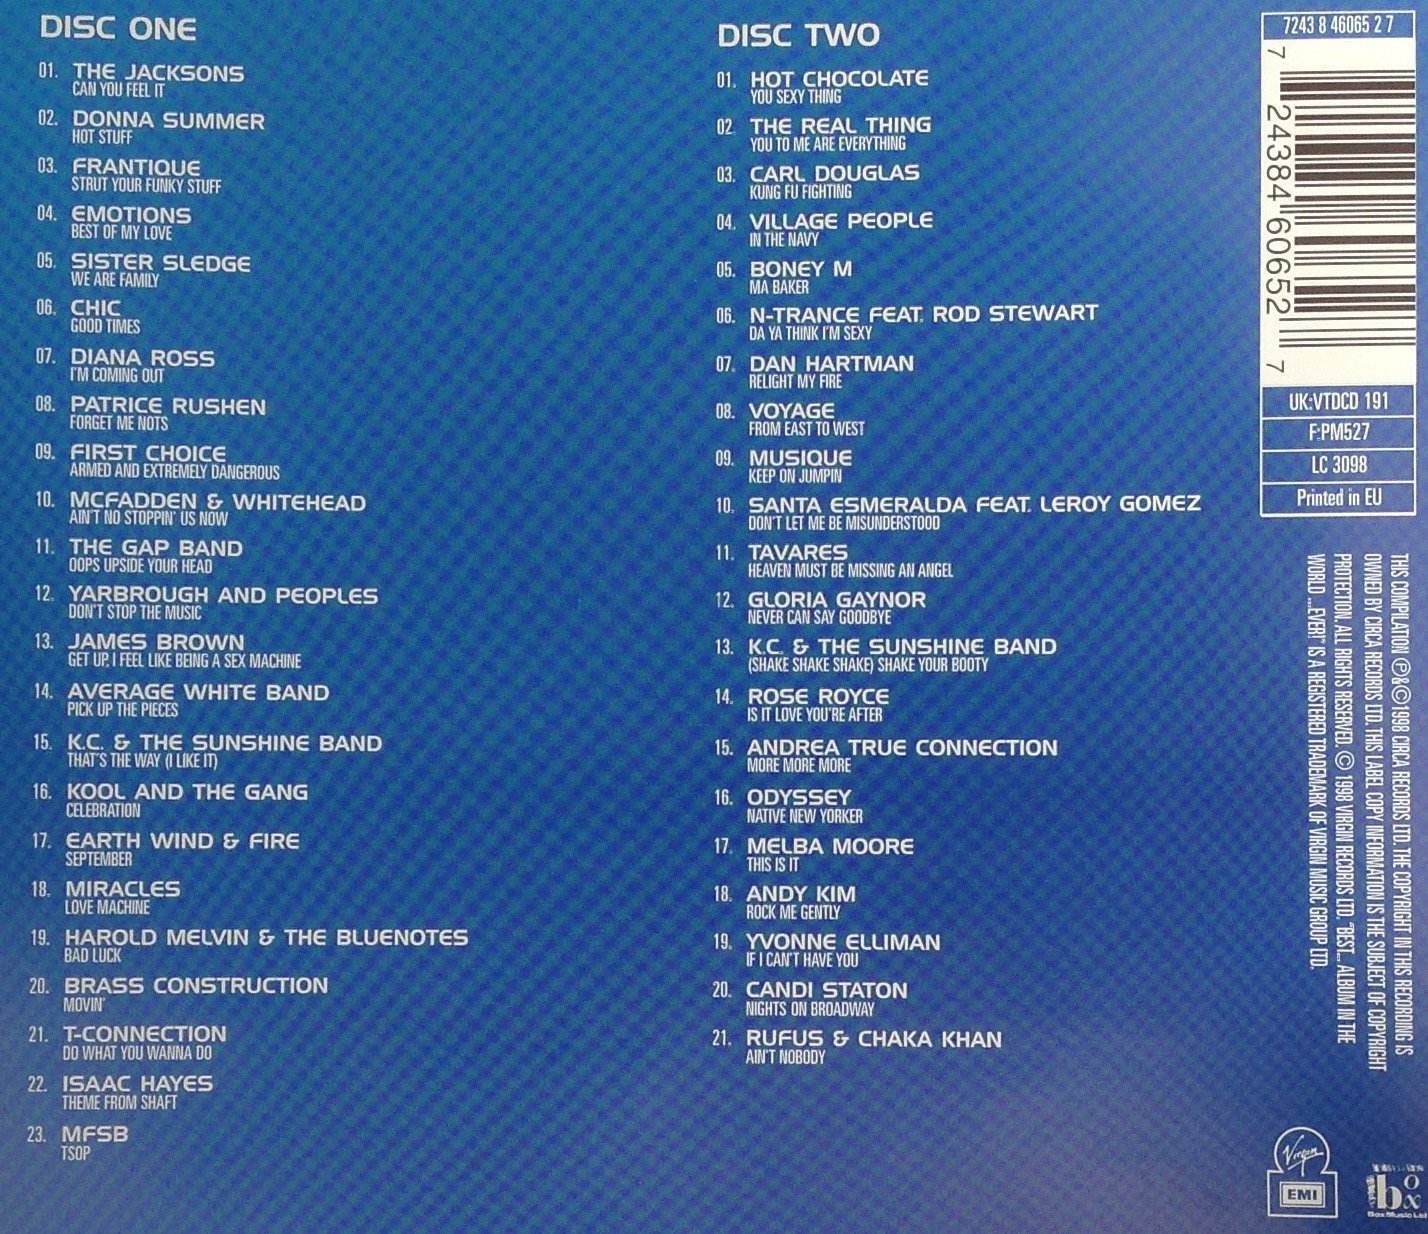 DISC ONE
01. THE JACKSONS
CAN YOU FEEL IT
02. DONNA SUMMER
HOT STUFF
03. FRANTIQUE
STRUT YOUR FUNKY STUFF
04. EMOTIONS
BEST OF MY LOVE
05. SISTER SLEDGE
WE ARE FAMILY
06. CHIC
GOOD TIMES
07. DIANA ROSS
I'M COMING OUT
08. PATRICE RUSHEN
FORGET ME NOTS
09. FIRST CHOICE
ARMED AND EXTREMELY DANGEROUS
10. MCFADDEN & WHITEHEAD
AIN'T NO STOPPIN' US NOW
11. THE GAP BAND
OOPS UPSIDE YOUR HEAD
12. YARBROUGH AND PEOPLES
DON'T STOP THE MUSIC
13. JAMES BROWN
GET UP, I FEEL LIKE BEING A SEX MACHINE
14. AVERAGE WHITE BAND
PICK UP THE PIECES
15. K.C. & THE SUNSHINE BAND
THAT'S THE WAY (I LIKE IT)
16. KOOL AND THE GANG
CELEBRATION
17. EARTH WIND & FIRE
SEPTEMBER
18. MIRACLES
LOVE MACHINE
19. HAROLD MELVIN & THE BLUENOTES
BAD LUCK
20. BRASS CONSTRUCTION
MOVIN'
21. T-CONNECTION
DO WHAT YOU WANNA DO
22. ISAAC HAYES
THEME FROM SHAFT
23. MFSB
TSOP
DISC TWO
01. HOT CHOCOLATE
YOU SEXY THING
02. THE REAL THING
YOU TO ME ARE EVERYTHING
03. CARL DOUGLAS
KUNG FU FIGHTING
04. VILLAGE PEOPLE
IN THE NAVY
05. BONEY M
MA BAKER
06. N-TRANCE FEAT. ROD STEWART
DA YA THINK I'M SEXY
07. DAN HARTMAN
RELIGHT MY FIRE
08. VOYAGE
FROM EAST TO WEST
09. MUSIQUE
KEEP ON JUMPIN
10. SANTA ESMERALDA FEAT. LEROY GOMEZ
DON'T LET ME BE MISUNDERSTOOD
11. TAVARES
HEAVEN MUST BE MISSING AN ANGEL
12. GLORIA GAYNOR
NEVER CAN SAY GOODBYE
13. K.C. & THE SUNSHINE BAND
(SHAKE SHAKE SHAKE) SHAKE YOUR BOOTY
14. ROSE ROYCE
IS IT LOVE YOU'RE AFTER
15. ANDREA TRUE CONNECTION
MORE MORE MORE
16. ODYSSEY
NATIVE NEW YORKER
17. MELBA MOORE
THIS IS IT
18. ANDY KIM
ROCK ME GENTLY
19. YVONNE ELLIMAN
IF I CAN'T HAVE YOU
20. CANDI STATON
NIGHTS ON BROADWAY
21. RUFUS & CHAKA KHAN
AIN'T NOBODY
7243 8 46065 2 7
7 24384 60652 7
UK:VTDCD 191
F:PM527
LC 3098
Printed in EU
THIS COMPILATION ℗&©1998 CIRCA RECORDS LTD. THE COPYRIGHT IN THIS RECORDING IS
OWNED BY CIRCA RECORDS LTD. THIS LABEL COPY INFORMATION IS THE SUBJECT OF COPYRIGHT
PROTECTION. ALL RIGHTS RESERVED. © 1998 VIRGIN RECORDS LTD. "BEST... ALBUM IN THE
WORLD ...EVER!" IS A REGISTERED TRADEMARK OF VIRGIN MUSIC GROUP LTD.
Virgin
EMI
box
Box Music Ltd